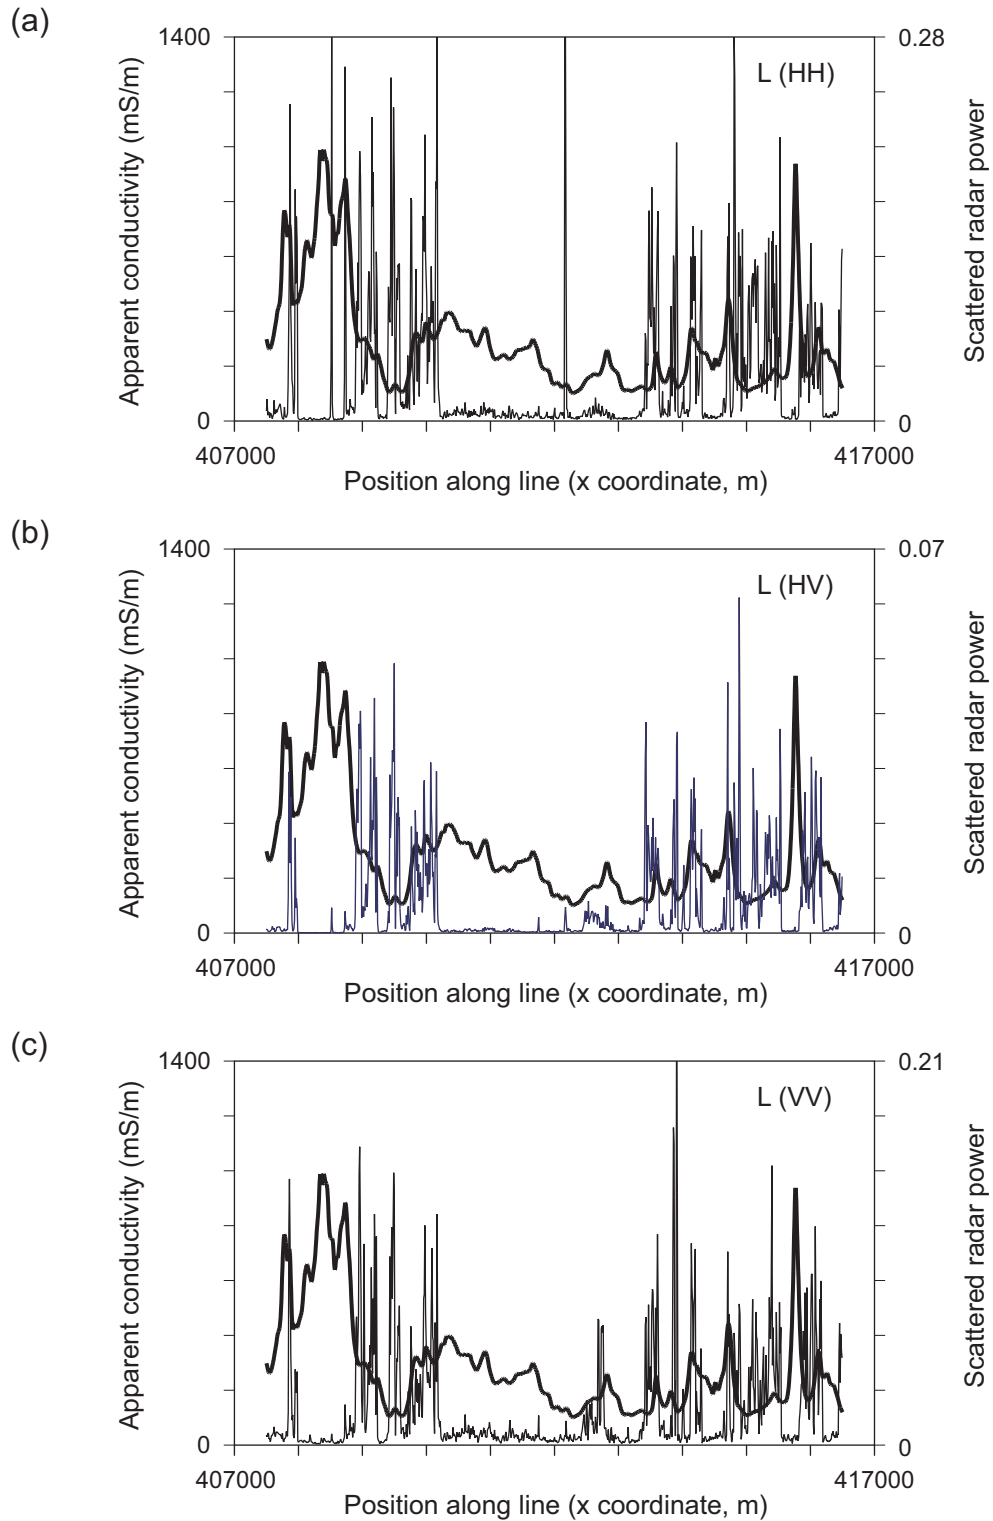 (a)
1400
0.28
L (HH)
Apparent conductivity (mS/m)
Scattered radar power
0
0
407000
417000
Position along line (x coordinate, m)
(b)
1400
0.07
L (HV)
Apparent conductivity (mS/m)
Scattered radar power
0
0
407000
417000
Position along line (x coordinate, m)
(c)
1400
0.21
L (VV)
Apparent conductivity (mS/m)
Scattered radar power
0
0
407000
417000
Position along line (x coordinate, m)